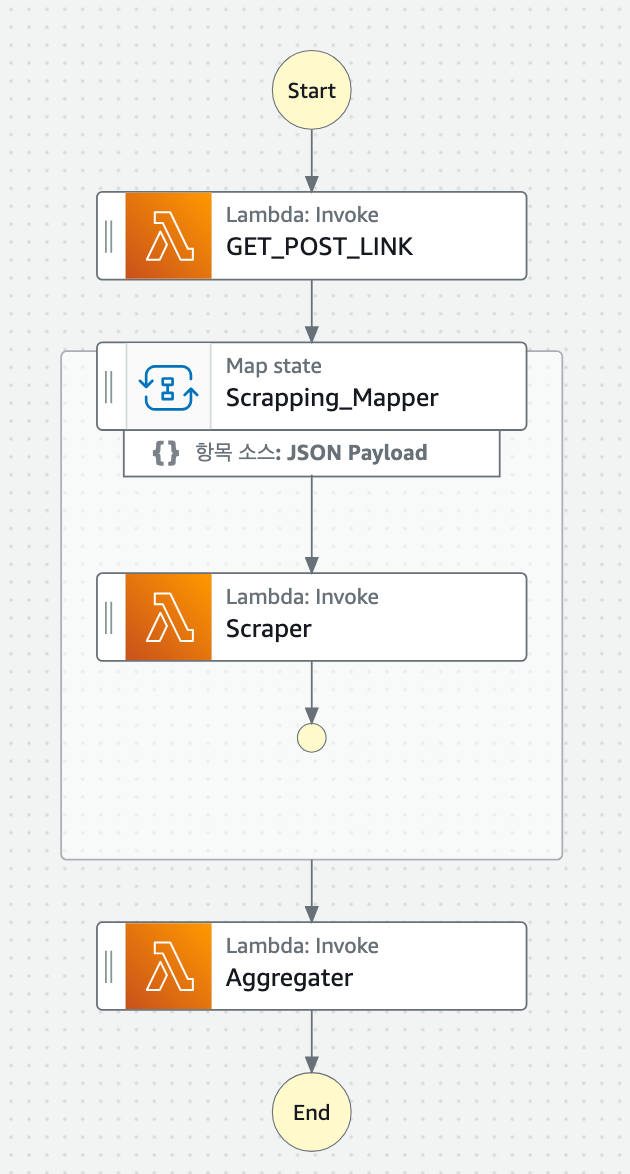 Start
Lambda: Invoke
GET_POST_LINK
Map state
Scrapping_Mapper
{} 항목 소스: JSON Payload
Lambda: Invoke
Scraper
Lambda: Invoke
Aggregater
End